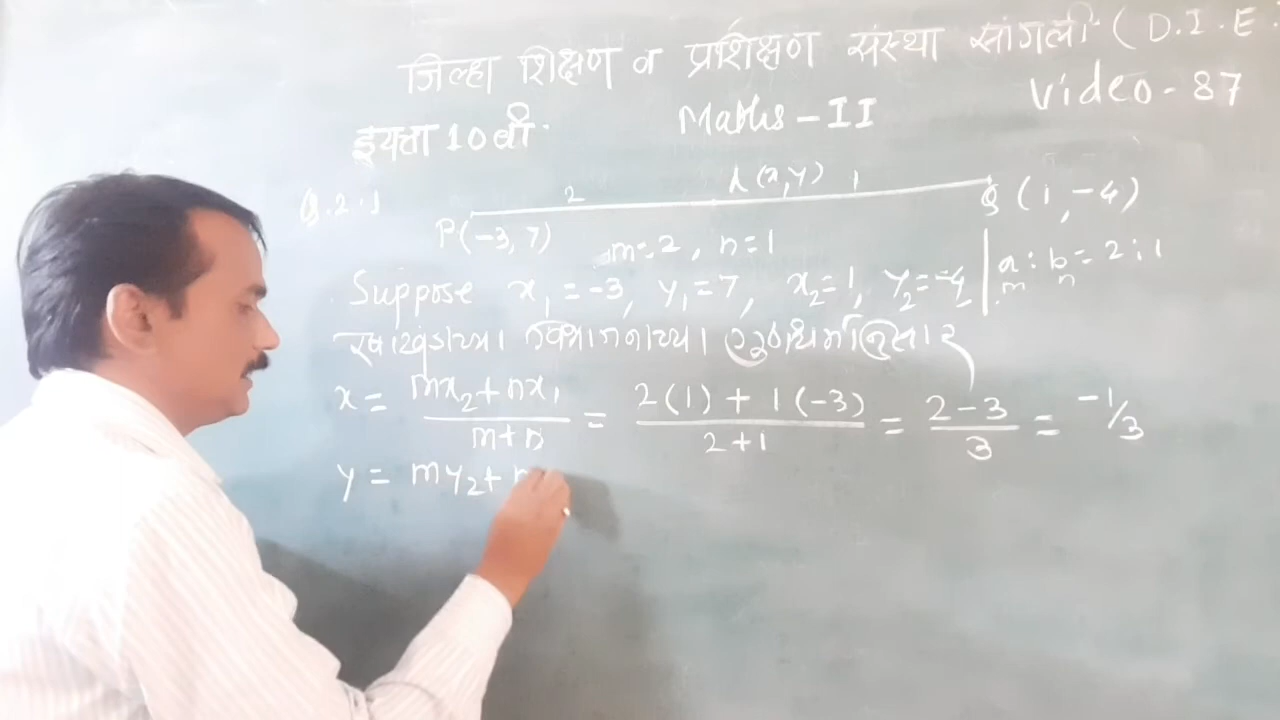 जिल्हा शिक्षण व प्रशिक्षण संस्था सांगली ( D.I.E.
Video - 87
इयत्ता 10 वी.
Maths - II
Q.2.1
2 A (x, y) 1
P(-3, 7) Q (1, -4)
m=2, n=1
a : b = 2 : 1
m n
Suppose x₁ = -3, y₁ = 7, x₂ = 1, y₂ = -4
रेषाखंडाच्या विभाजनाच्या सूत्रानुसार
x = mx₂ + nx₁ / m+n = 2(1) + 1(-3) / 2+1 = 2-3 / 3 = -1/3
y = my₂ + n